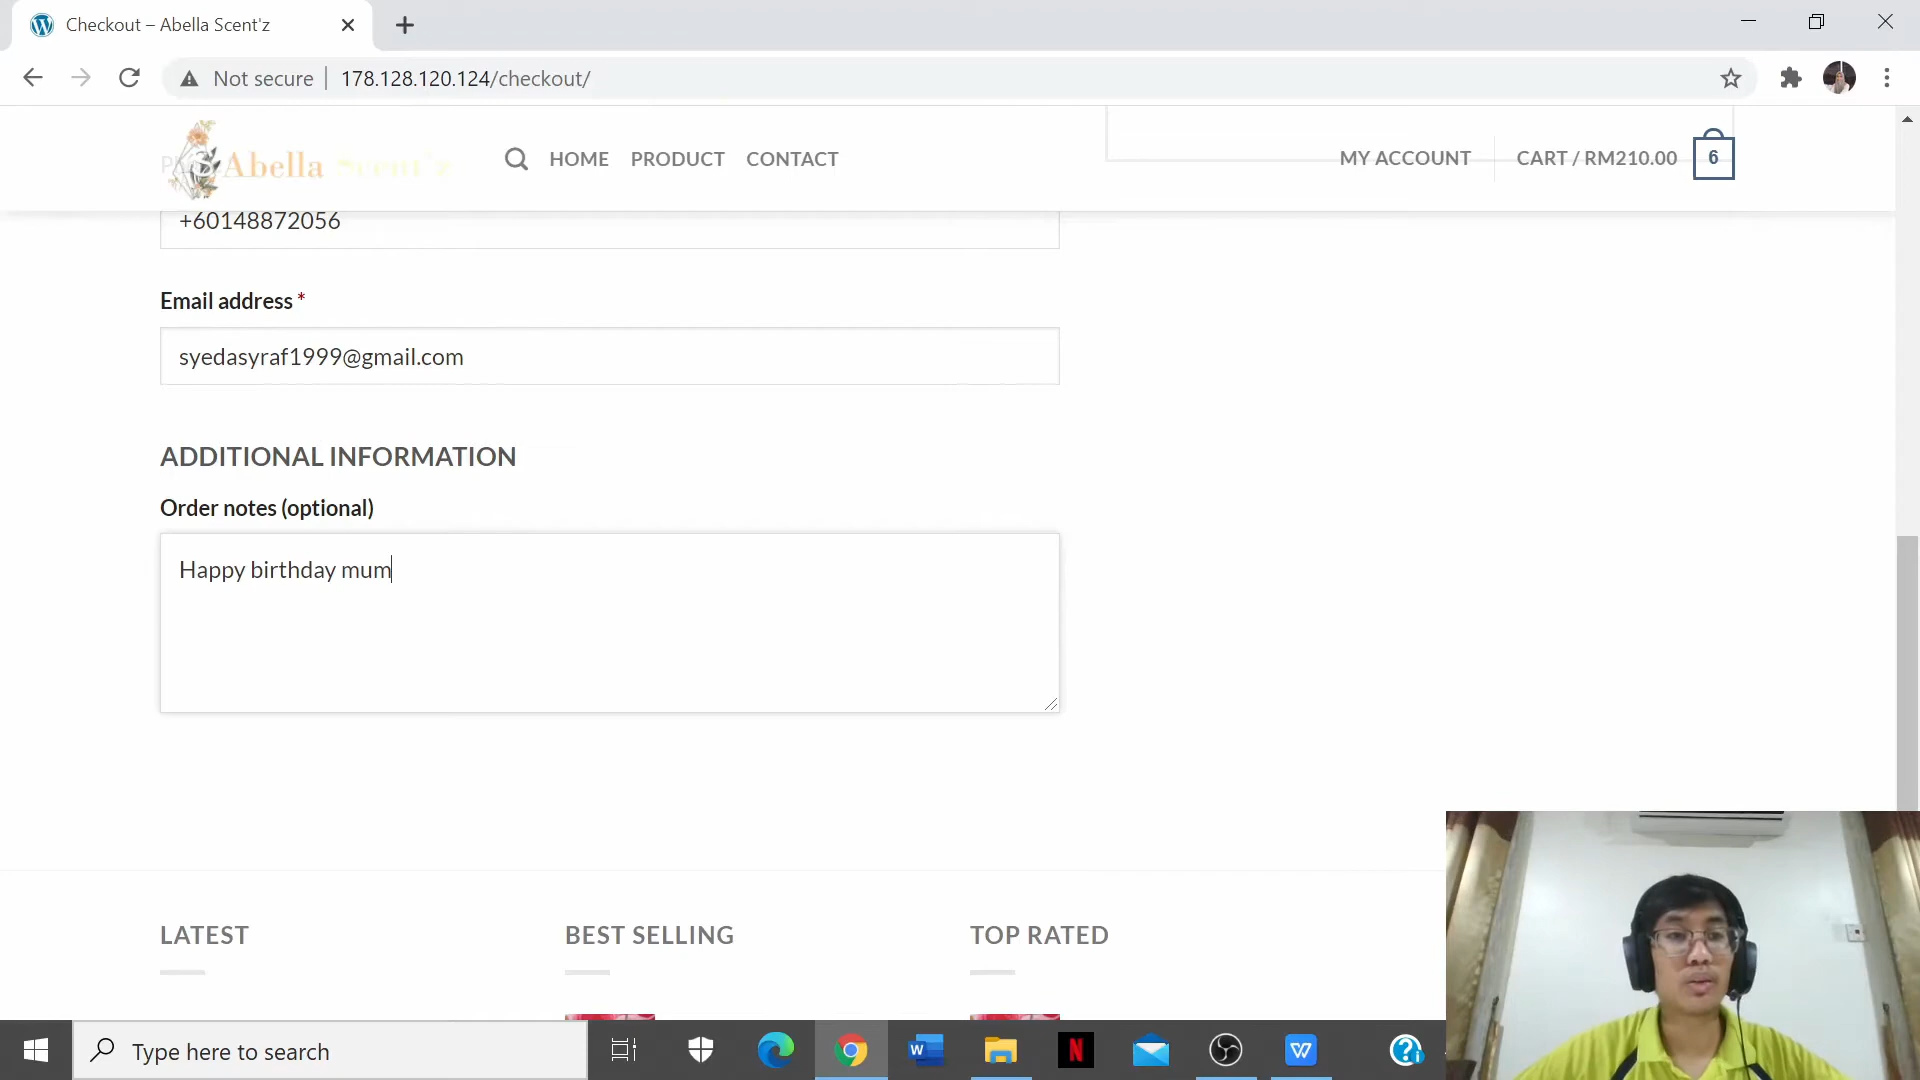 Checkout – Abella Scent'z
Not secure
178.128.120.124/checkout/
Abella Scent'z
HOME
PRODUCT
CONTACT
MY ACCOUNT
CART / RM210.00
6
+60148872056
Email address *
syedasyraf1999@gmail.com
ADDITIONAL INFORMATION
Order notes (optional)
Happy birthday mum
LATEST
BEST SELLING
TOP RATED
Type here to search